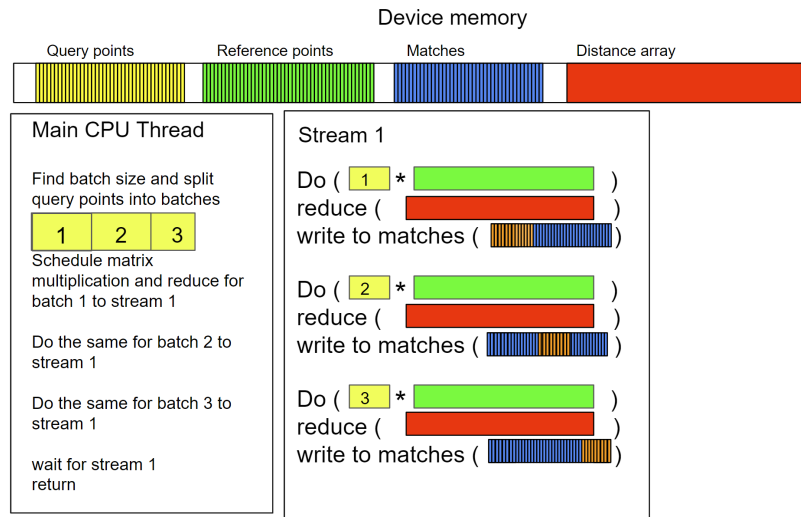 Device memory
Query points
Reference points
Matches
Distance array
Main CPU Thread
Find batch size and split
query points into batches
1 2 3
Schedule matrix
multiplication and reduce for
batch 1 to stream 1
Do the same for batch 2 to
stream 1
Do the same for batch 3 to
stream 1
wait for stream 1
return
Stream 1
Do ( 1 * )
reduce ( )
write to matches ( )
Do ( 2 * )
reduce ( )
write to matches ( )
Do ( 3 * )
reduce ( )
write to matches ( )